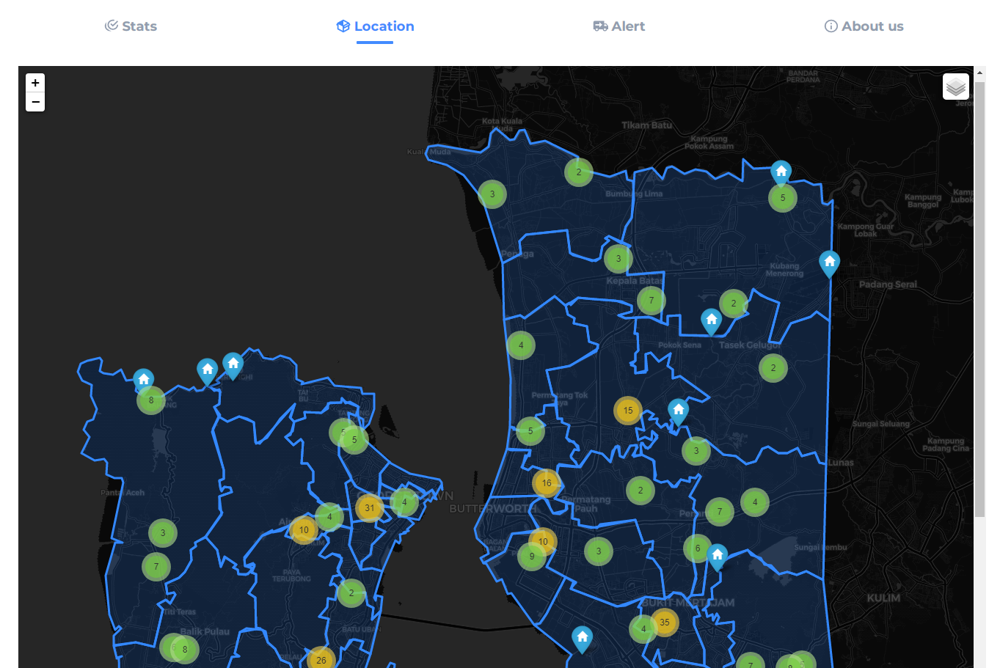 Stats
Location
Alert
About us
+
−
BANDAR
PERDANA
Kota Kuala
Muda
Tikam Batu
Kampung
Pokok Assam
Kuala Muda
2
3
Bumbung Lima
5
Kampung
Banggol
Kampung Guar
Lobak
Penaga
3
Kubang
Menerong
Kepala Batas
Padang Serai
7
2
4
Pokok Sena
Tasek Gelugor
2
8
Permatang Tok
Jaya
15
5
5
5
3
Sungai Seluang
Kampung
Padang Cina
Lunas
16
2
4
Pantai Aceh
31
4
BUTTERWORTH
Permatang
Pauh
7
4
10
3
10
9
3
6
Sungai Lembu
7
PAYA
TERUBONG
2
KULIM
BUKIT MERTAJAM
Titi Teras
Balik Pulau
BATU UBAN
4
35
8
26
7